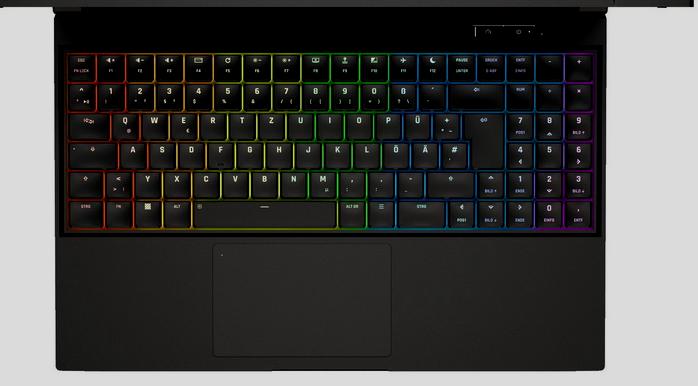 ESC F1 F2 F3 F4 F5 F6 F7 F8 F9 F10 F11 F12 PAUSE DRUCK ENTF - +
FN LOCK UNTER S-ABF EINFG
^ 1 2 3 4 5 6 7 8 9 0 ß ´ NUM ÷ ×
Q W E R T Z U I O P Ü + 7 8 9
@ € * ~ POS1 BILD
A S D F G H J K L Ö Ä # 4 5 6
< Y X C V B N M , . - 1 2 3
> | µ ; : _ BILD ENDE ENDE BILD
STRG FN ALT ALT GR STRG 0 ,
POS1 BILD ENDE EINFG ENTF